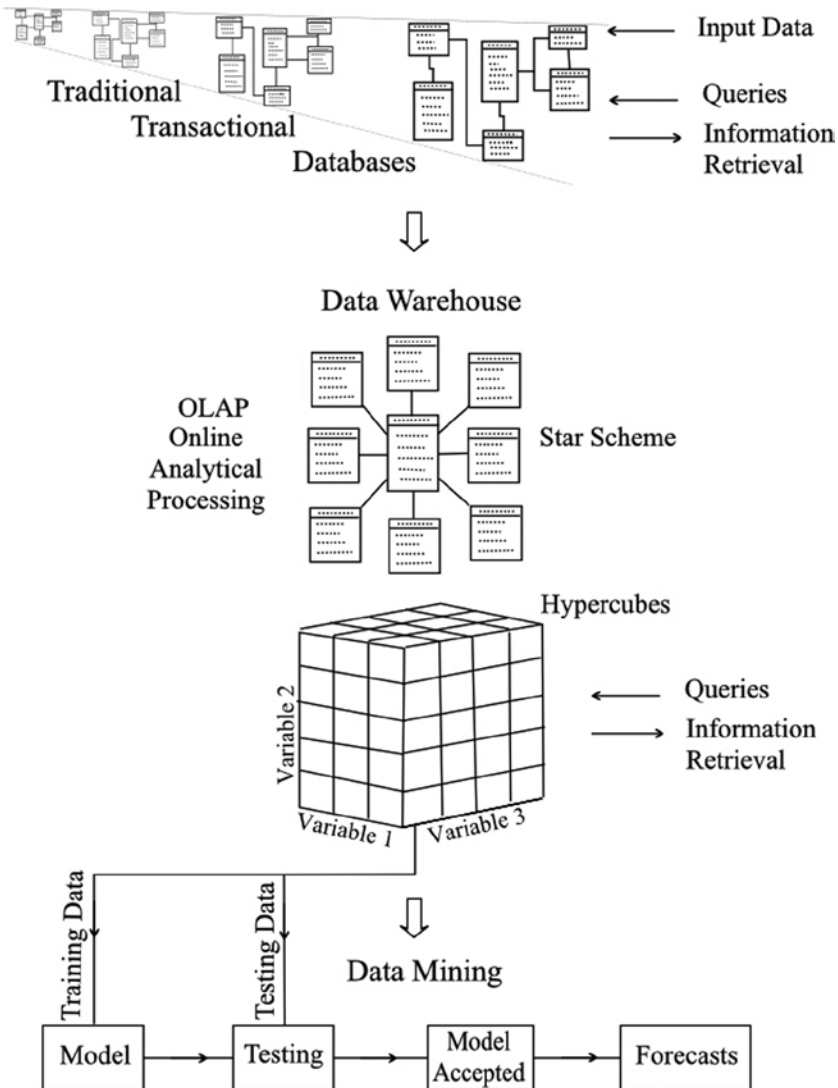 Input Data
Traditional
Transactional
Databases
Queries
Information
Retrieval
Data Warehouse
OLAP
Online
Analytical
Processing
Star Scheme
Hypercubes
Variable 2
Variable 1
Variable 3
Queries
Information
Retrieval
Training Data
Testing Data
Data Mining
Model
Testing
Model
Accepted
Forecasts